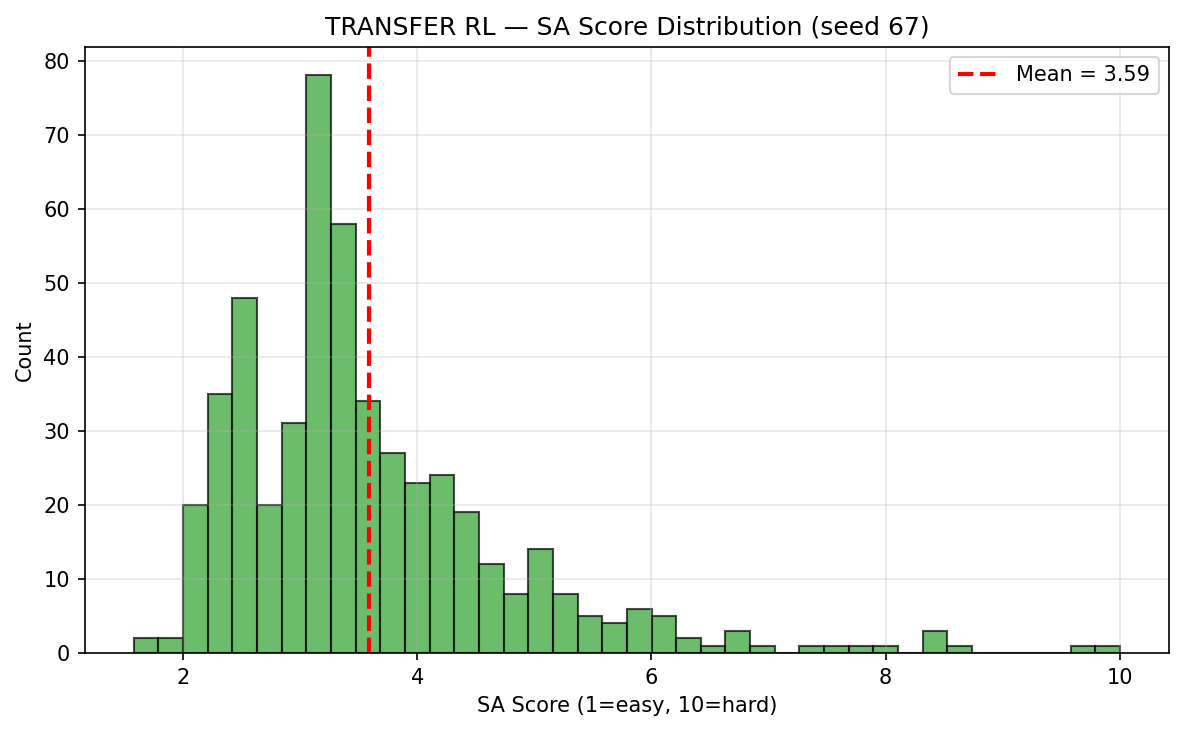 TRANSFER RL — SA Score Distribution (seed 67)
Mean = 3.59
Count
80
70
60
50
40
30
20
10
0
2 4 6 8 10
SA Score (1=easy, 10=hard)